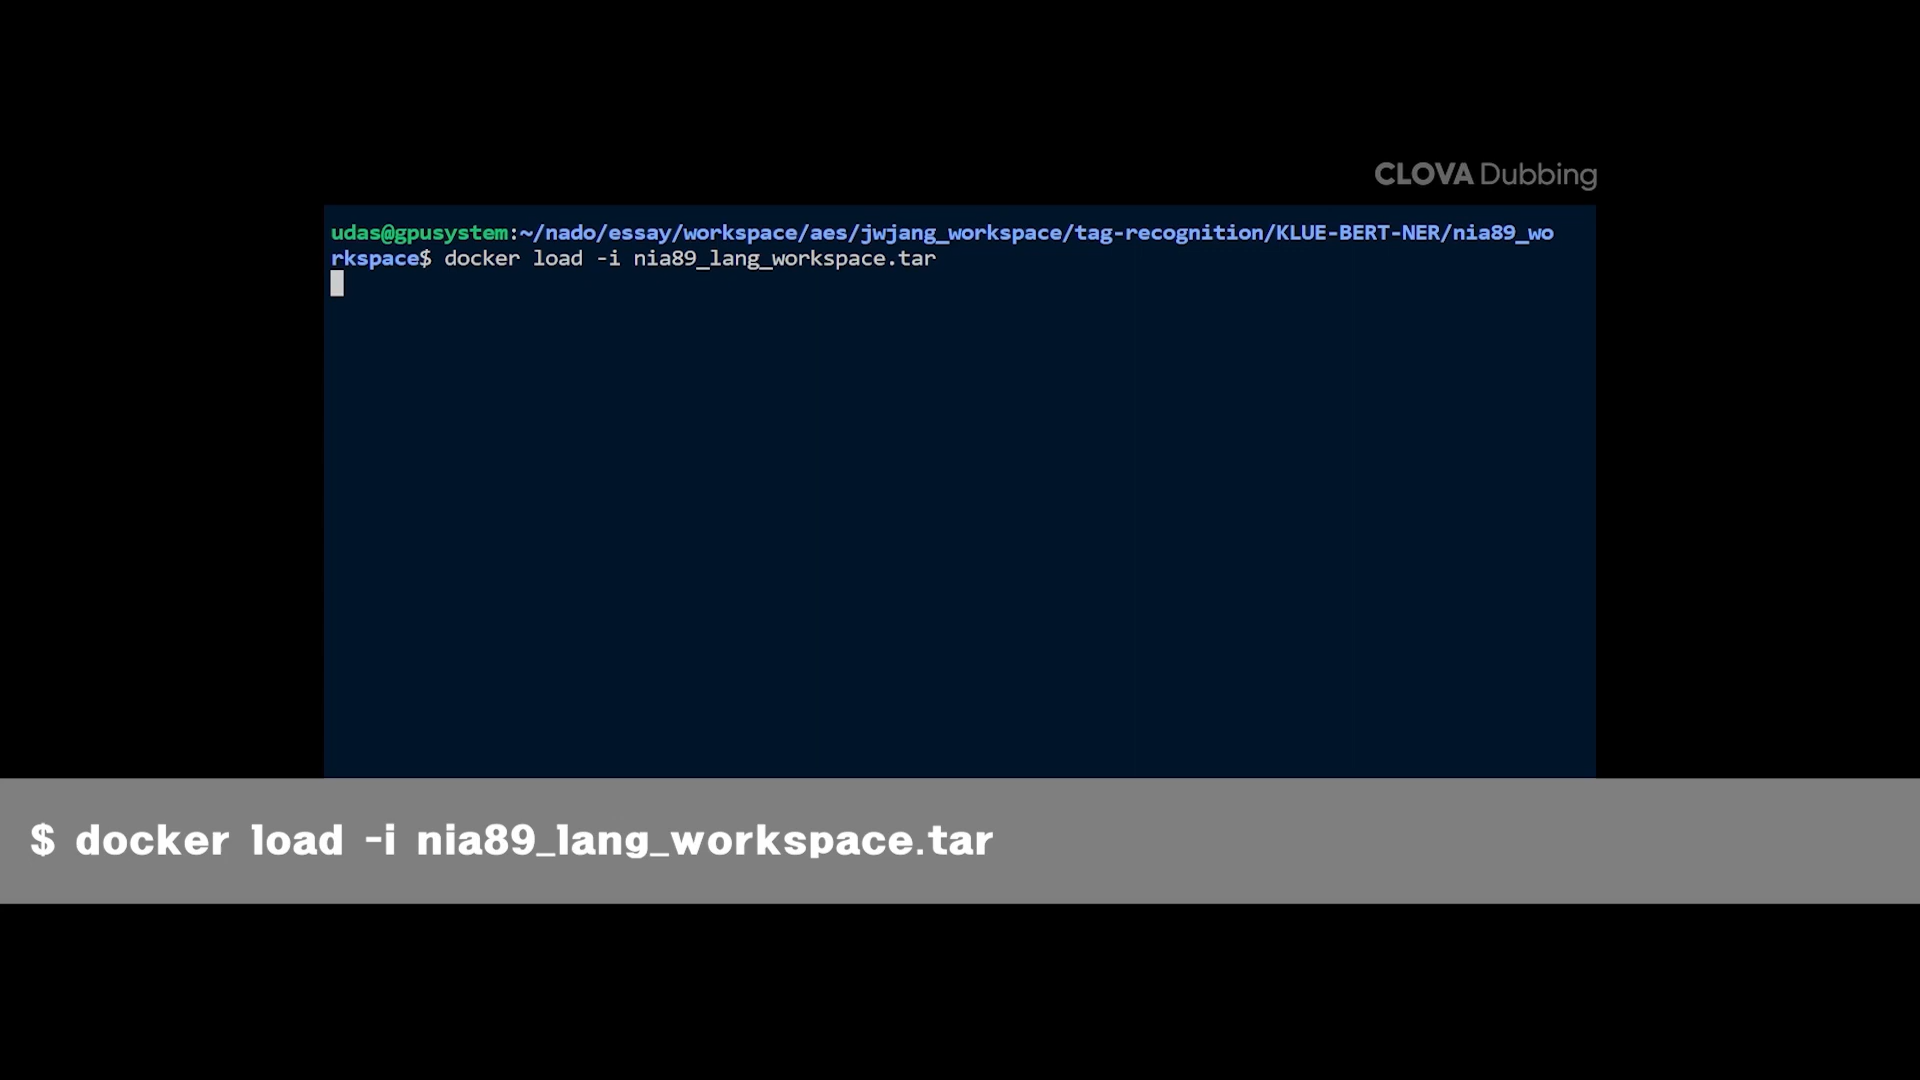 CLOVA Dubbing
udas@gpusystem:~/nado/essay/workspace/aes/jwjang_workspace/tag-recognition/KLUE-BERT-NER/nia89_wo
rkspace$ docker load -i nia89_lang_workspace.tar
$ docker load -i nia89_lang_workspace.tar